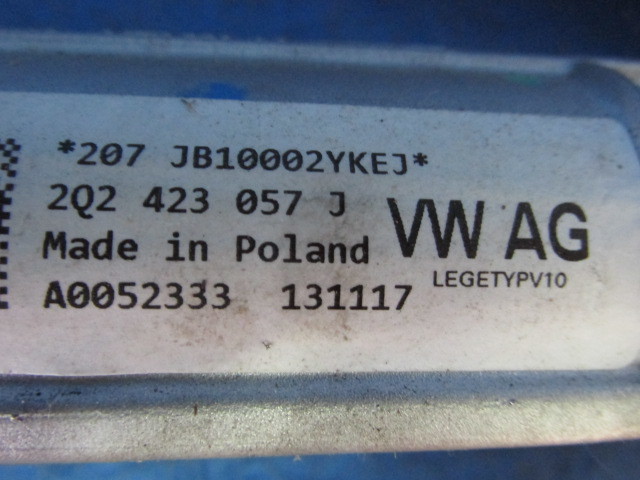 *207 JB10002YKEJ*
2Q2 423 057 J
VW AG
Made in Poland
LEGETYPV10
A0052333 131117